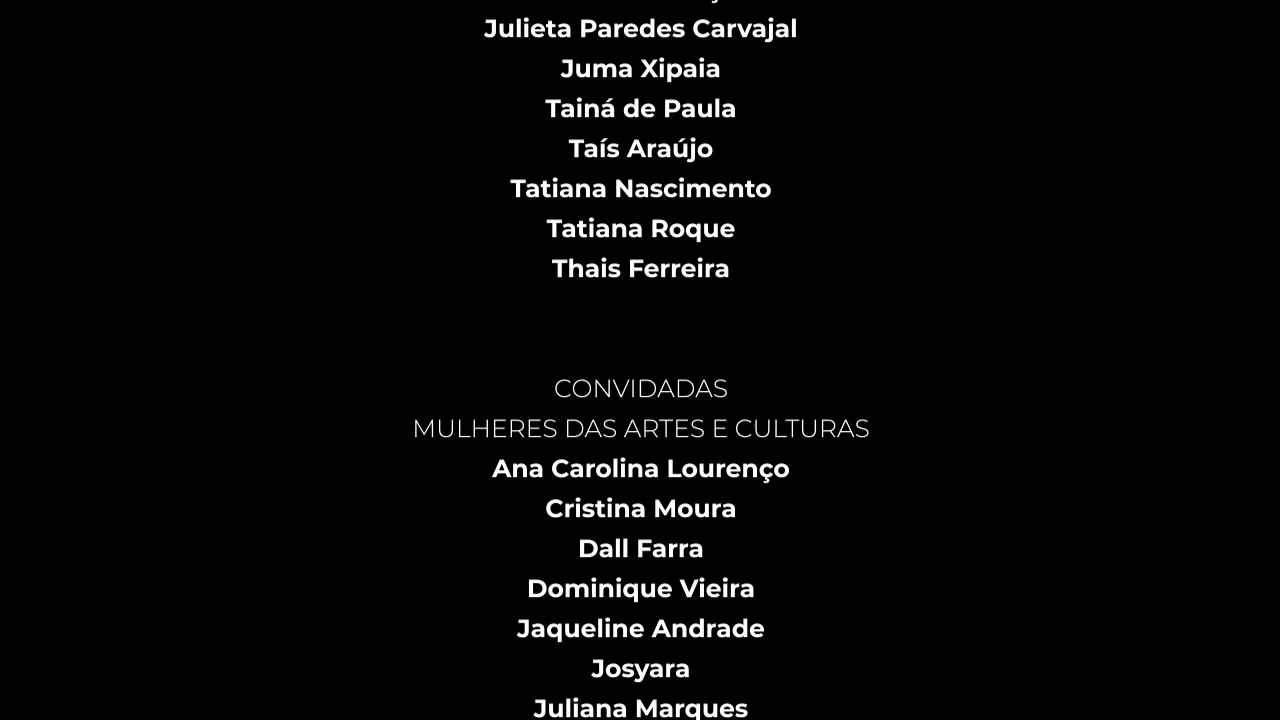 Julieta Paredes Carvajal
Juma Xipaia
Tainá de Paula
Taís Araújo
Tatiana Nascimento
Tatiana Roque
Thais Ferreira
CONVIDADAS
MULHERES DAS ARTES E CULTURAS
Ana Carolina Lourenço
Cristina Moura
Dall Farra
Dominique Vieira
Jaqueline Andrade
Josyara
Juliana Marques